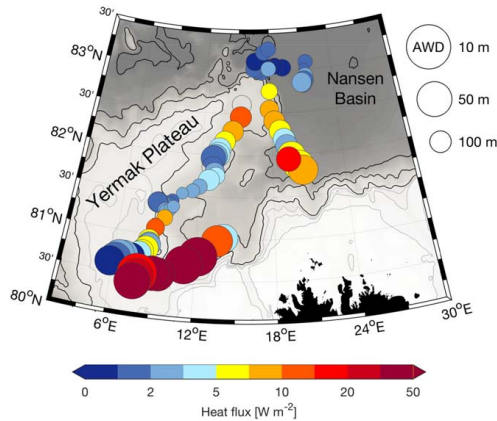 83°N
30'
82°N
30'
81°N
30'
80°N
30'
6°E
12°E
18°E
24°E
30°E
Yermak Plateau
Nansen
Basin
AWD
10 m
50 m
100 m
0 2 5 10 20 50
Heat flux [W m-2]